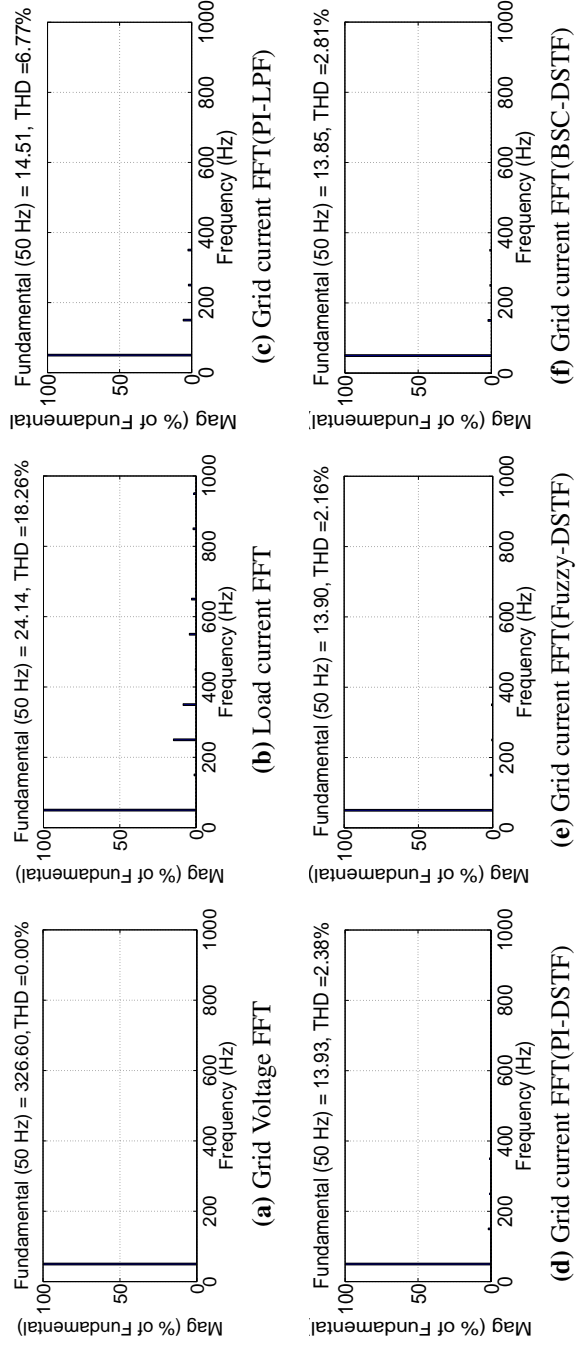 Fundamental (50 Hz) = 326.60, THD =0.00%
Mag (% of Fundamental)
100
50
0
0 200 400 600 800 1000
Frequency (Hz)
(a) Grid Voltage FFT
Fundamental (50 Hz) = 24.14, THD =18.26%
Mag (% of Fundamental)
100
50
0
0 200 400 600 800 1000
Frequency (Hz)
(b) Load current FFT
Fundamental (50 Hz) = 14.51, THD =6.77%
Mag (% of Fundamental
100
50
0
0 200 400 600 800 1000
Frequency (Hz)
(c) Grid current FFT(PI-LPF)
Fundamental (50 Hz) = 13.93, THD =2.38%
Mag (% of Fundamental)
100
50
0
0 200 400 600 800 1000
Frequency (Hz)
(d) Grid current FFT(PI-DSTF)
Fundamental (50 Hz) = 13.90, THD =2.16%
Mag (% of Fundamental)
100
50
0
0 200 400 600 800 1000
Frequency (Hz)
(e) Grid current FFT(Fuzzy-DSTF)
Fundamental (50 Hz) = 13.85, THD =2.81%
Mag (% of Fundamental)
100
50
0
0 200 400 600 800 1000
Frequency (Hz)
(f) Grid current FFT(BSC-DSTF)